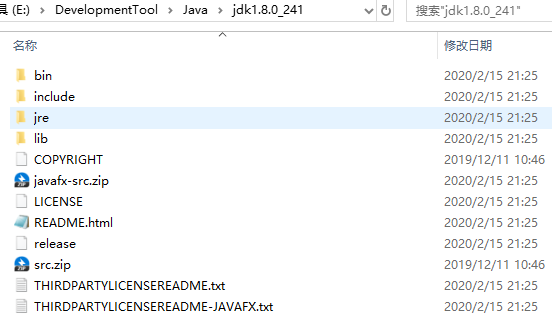 具 (E:) > DevelopmentTool > Java > jdk1.8.0_241 搜索"jdk1.8.0_241"
名称 修改日期
bin 2020/2/15 21:25
include 2020/2/15 21:25
jre 2020/2/15 21:25
lib 2020/2/15 21:25
COPYRIGHT 2019/12/11 10:46
javafx-src.zip 2020/2/15 21:25
LICENSE 2020/2/15 21:25
README.html 2020/2/15 21:25
release 2020/2/15 21:25
src.zip 2019/12/11 10:46
THIRDPARTYLICENSEREADME.txt 2020/2/15 21:25
THIRDPARTYLICENSEREADME-JAVAFX.txt 2020/2/15 21:25